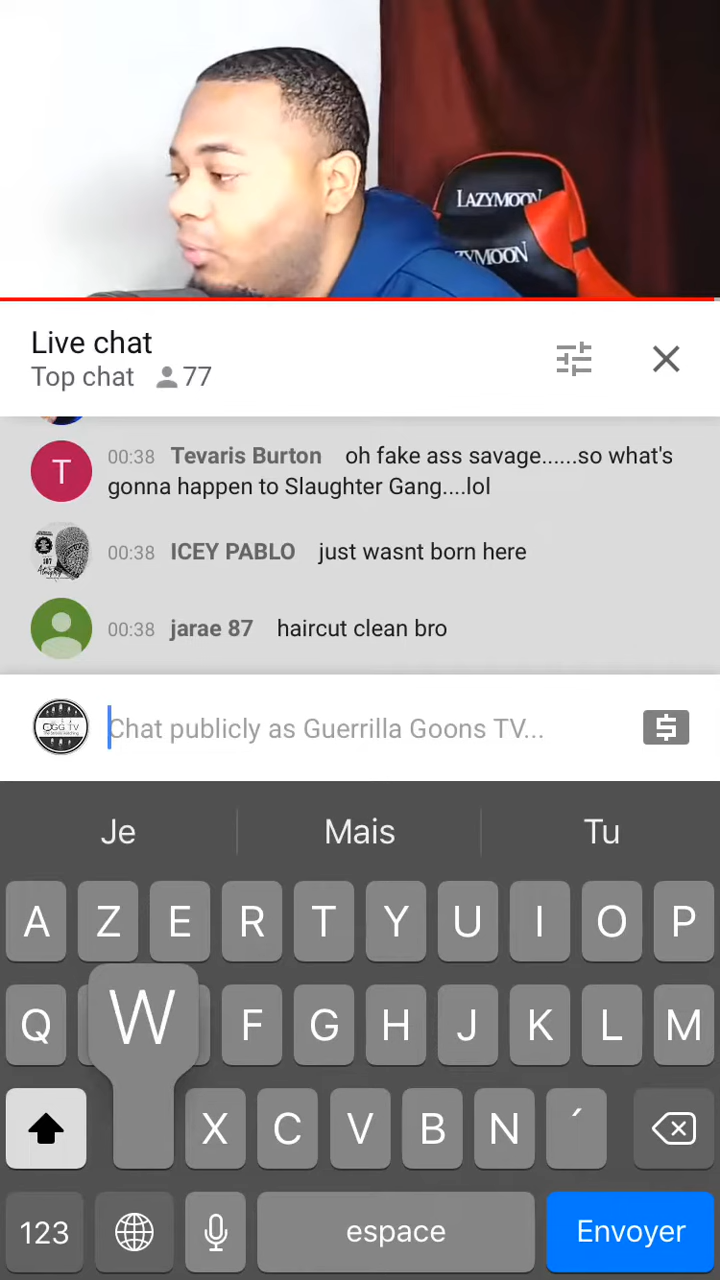 LAZYMOON
ZYMOON
Live chat
Top chat 77
00:38 Tevaris Burton oh fake ass savage......so what's
gonna happen to Slaughter Gang....lol
00:38 ICEY PABLO just wasnt born here
00:38 jarae 87 haircut clean bro
Chat publicly as Guerrilla Goons TV...
Je Mais Tu
A Z E R T Y U I O P
Q W F G H J K L M
X C V B N ´
123 espace Envoyer